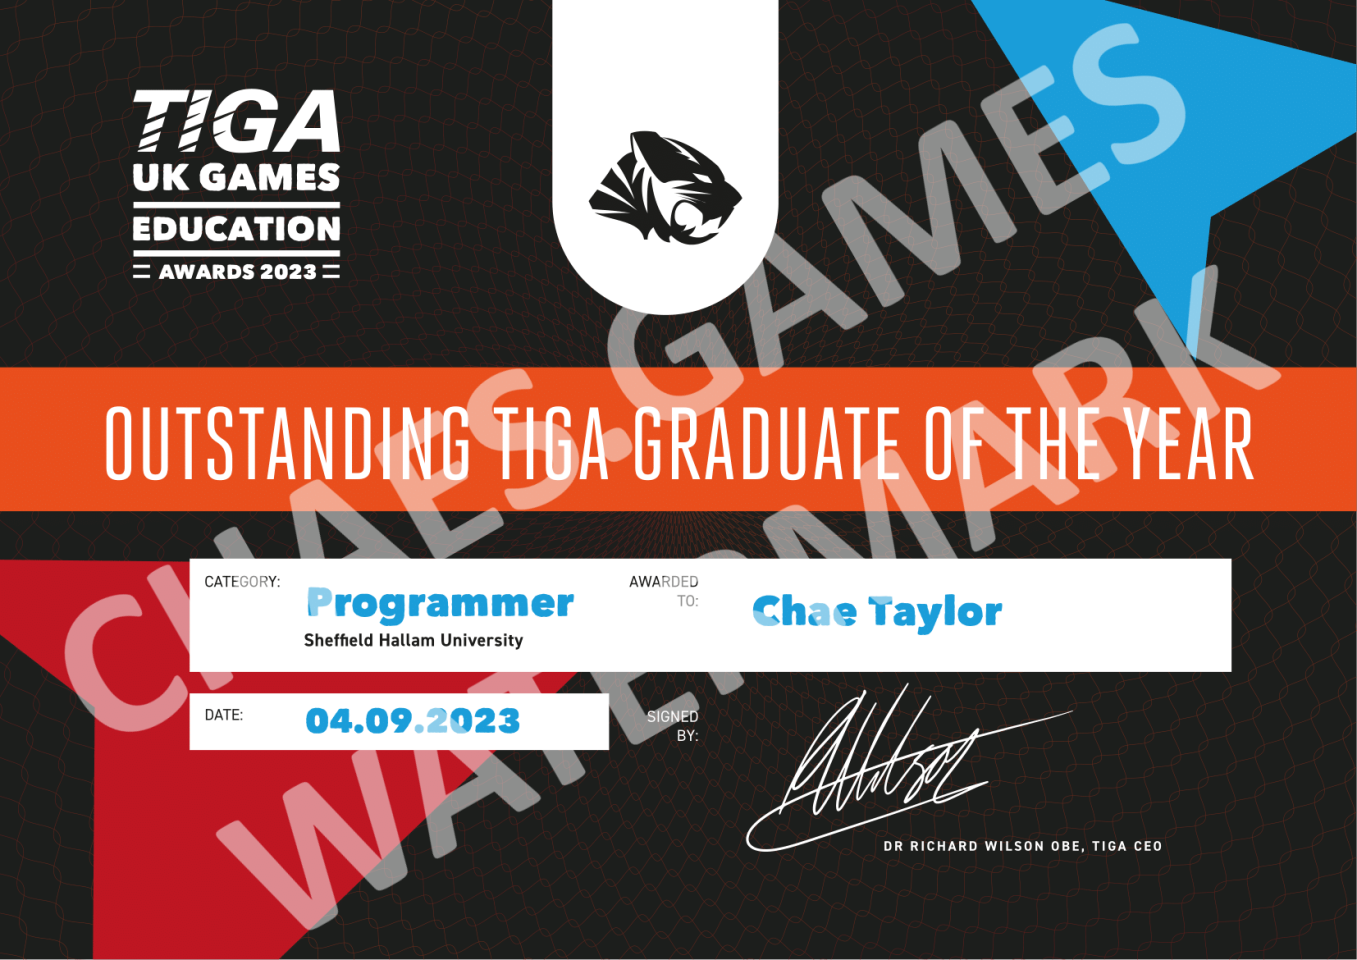 TIGA
UK GAMES
EDUCATION
AWARDS 2023
OUTSTANDING TIGA GRADUATE OF THE YEAR
CATEGORY:
Programmer
Sheffield Hallam University
AWARDED
TO:
Chae Taylor
DATE:
04.09.2023
SIGNED
BY:
DR RICHARD WILSON OBE, TIGA CEO
CHAES.GAMES
WATERMARK